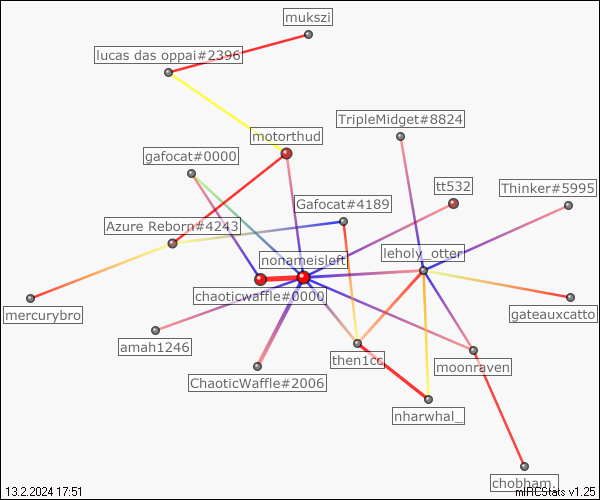 mukszi
lucas das oppai#2396
TripleMidget#8824
motorthud
gafocat#0000
tt532
Thinker#5995
Gafocat#4189
Azure Reborn#4243
nonameisleft
leholy_otter
chaoticwaffle#0000
mercurybro
gateauxcatto
amah1246
then1cc
moonraven
ChaoticWaffle#2006
nharwhal_
chobham.
13.2.2024 17:51
mIRCStats v1.25